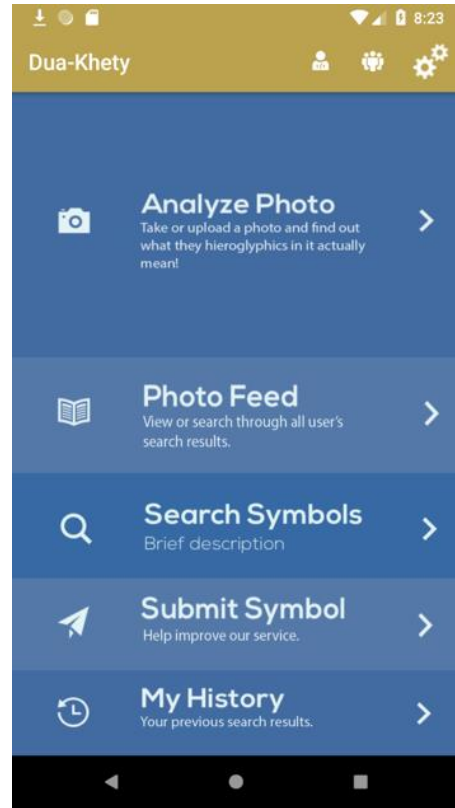 8:23
Dua-Khety
Analyze Photo
Take or upload a photo and find out
what they hieroglyphics in it actually
mean!
Photo Feed
View or search through all user's
search results.
Search Symbols
Brief description
Submit Symbol
Help improve our service.
My History
Your previous search results.